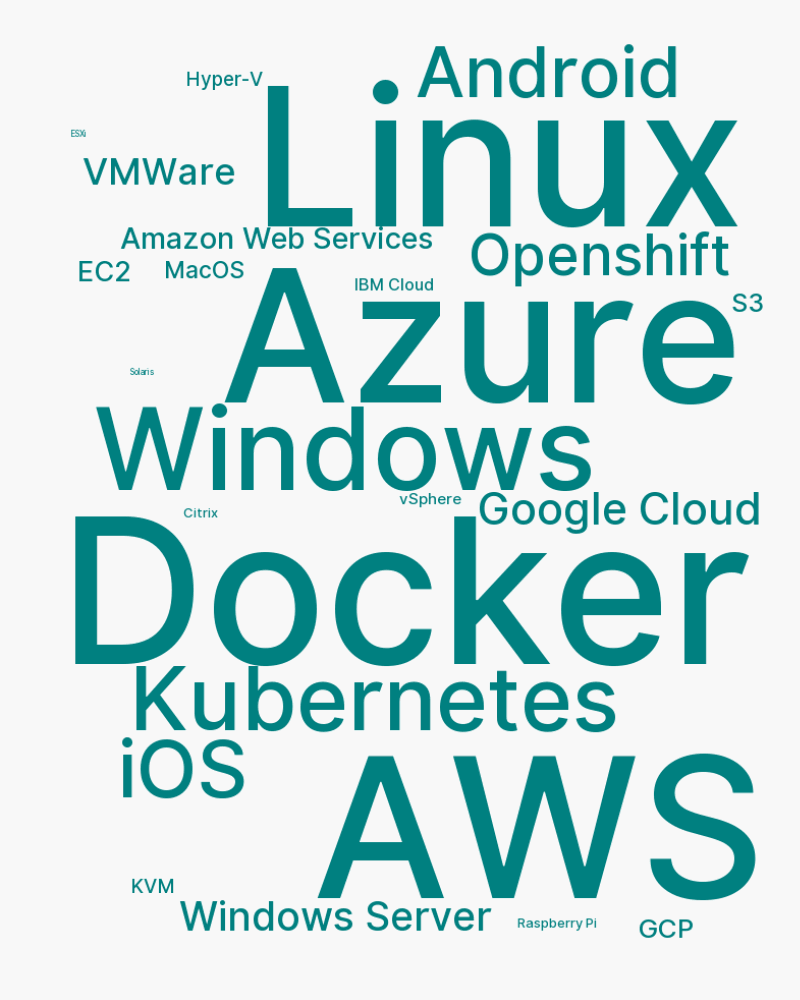 Android
Hyper-V
Linux
ESXi
VMWare
Amazon Web Services
Openshift
EC2
MacOS
IBM Cloud
Azure
S3
Solaris
Windows
vSphere
Google Cloud
Citrix
Docker
Kubernetes
iOS
AWS
KVM
Windows Server
Raspberry Pi
GCP